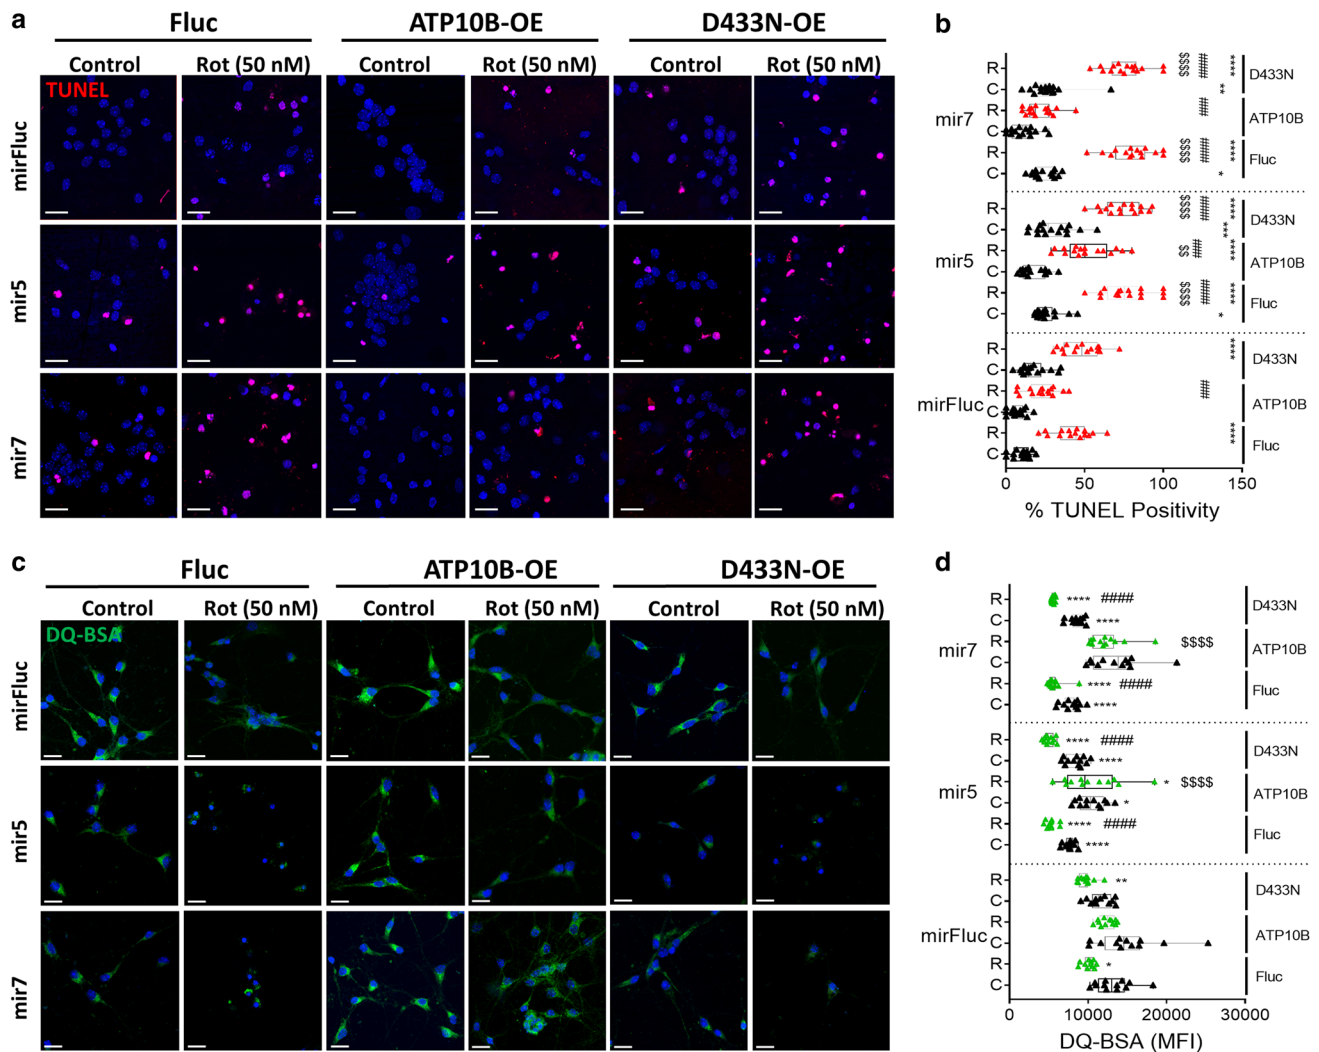 a
Fluc ATP10B-OE D433N-OE
Control Rot (50 nM) Control Rot (50 nM) Control Rot (50 nM)
TUNEL
mirFluc
mir5
mir7
b
R $$$$ #### ****
D433N
C **
mir7
R ####
ATP10B
C
R $$$$ #### ****
Fluc
C *
R $$$$ #### ****
D433N
C ***
mir5
R $$ #### ****
ATP10B
C
R $$$$ #### ****
Fluc
C *
R ****
D433N
C
R ####
ATP10B
mirFluc C
R ****
Fluc
C
0 50 100 150
% TUNEL Positivity
c
Fluc ATP10B-OE D433N-OE
Control Rot (50 nM) Control Rot (50 nM) Control Rot (50 nM)
DQ-BSA
mirFluc
mir5
mir7
d
R **** ####
D433N
C ****
mir7
R $$$$
ATP10B
C
R **** ####
Fluc
C ****
R **** ####
D433N
C ****
mir5
R * $$$$
ATP10B
C *
R **** ####
Fluc
C ****
R **
D433N
C
R
ATP10B
mirFluc C
R *
Fluc
C
0 10000 20000 30000
DQ-BSA (MFI)